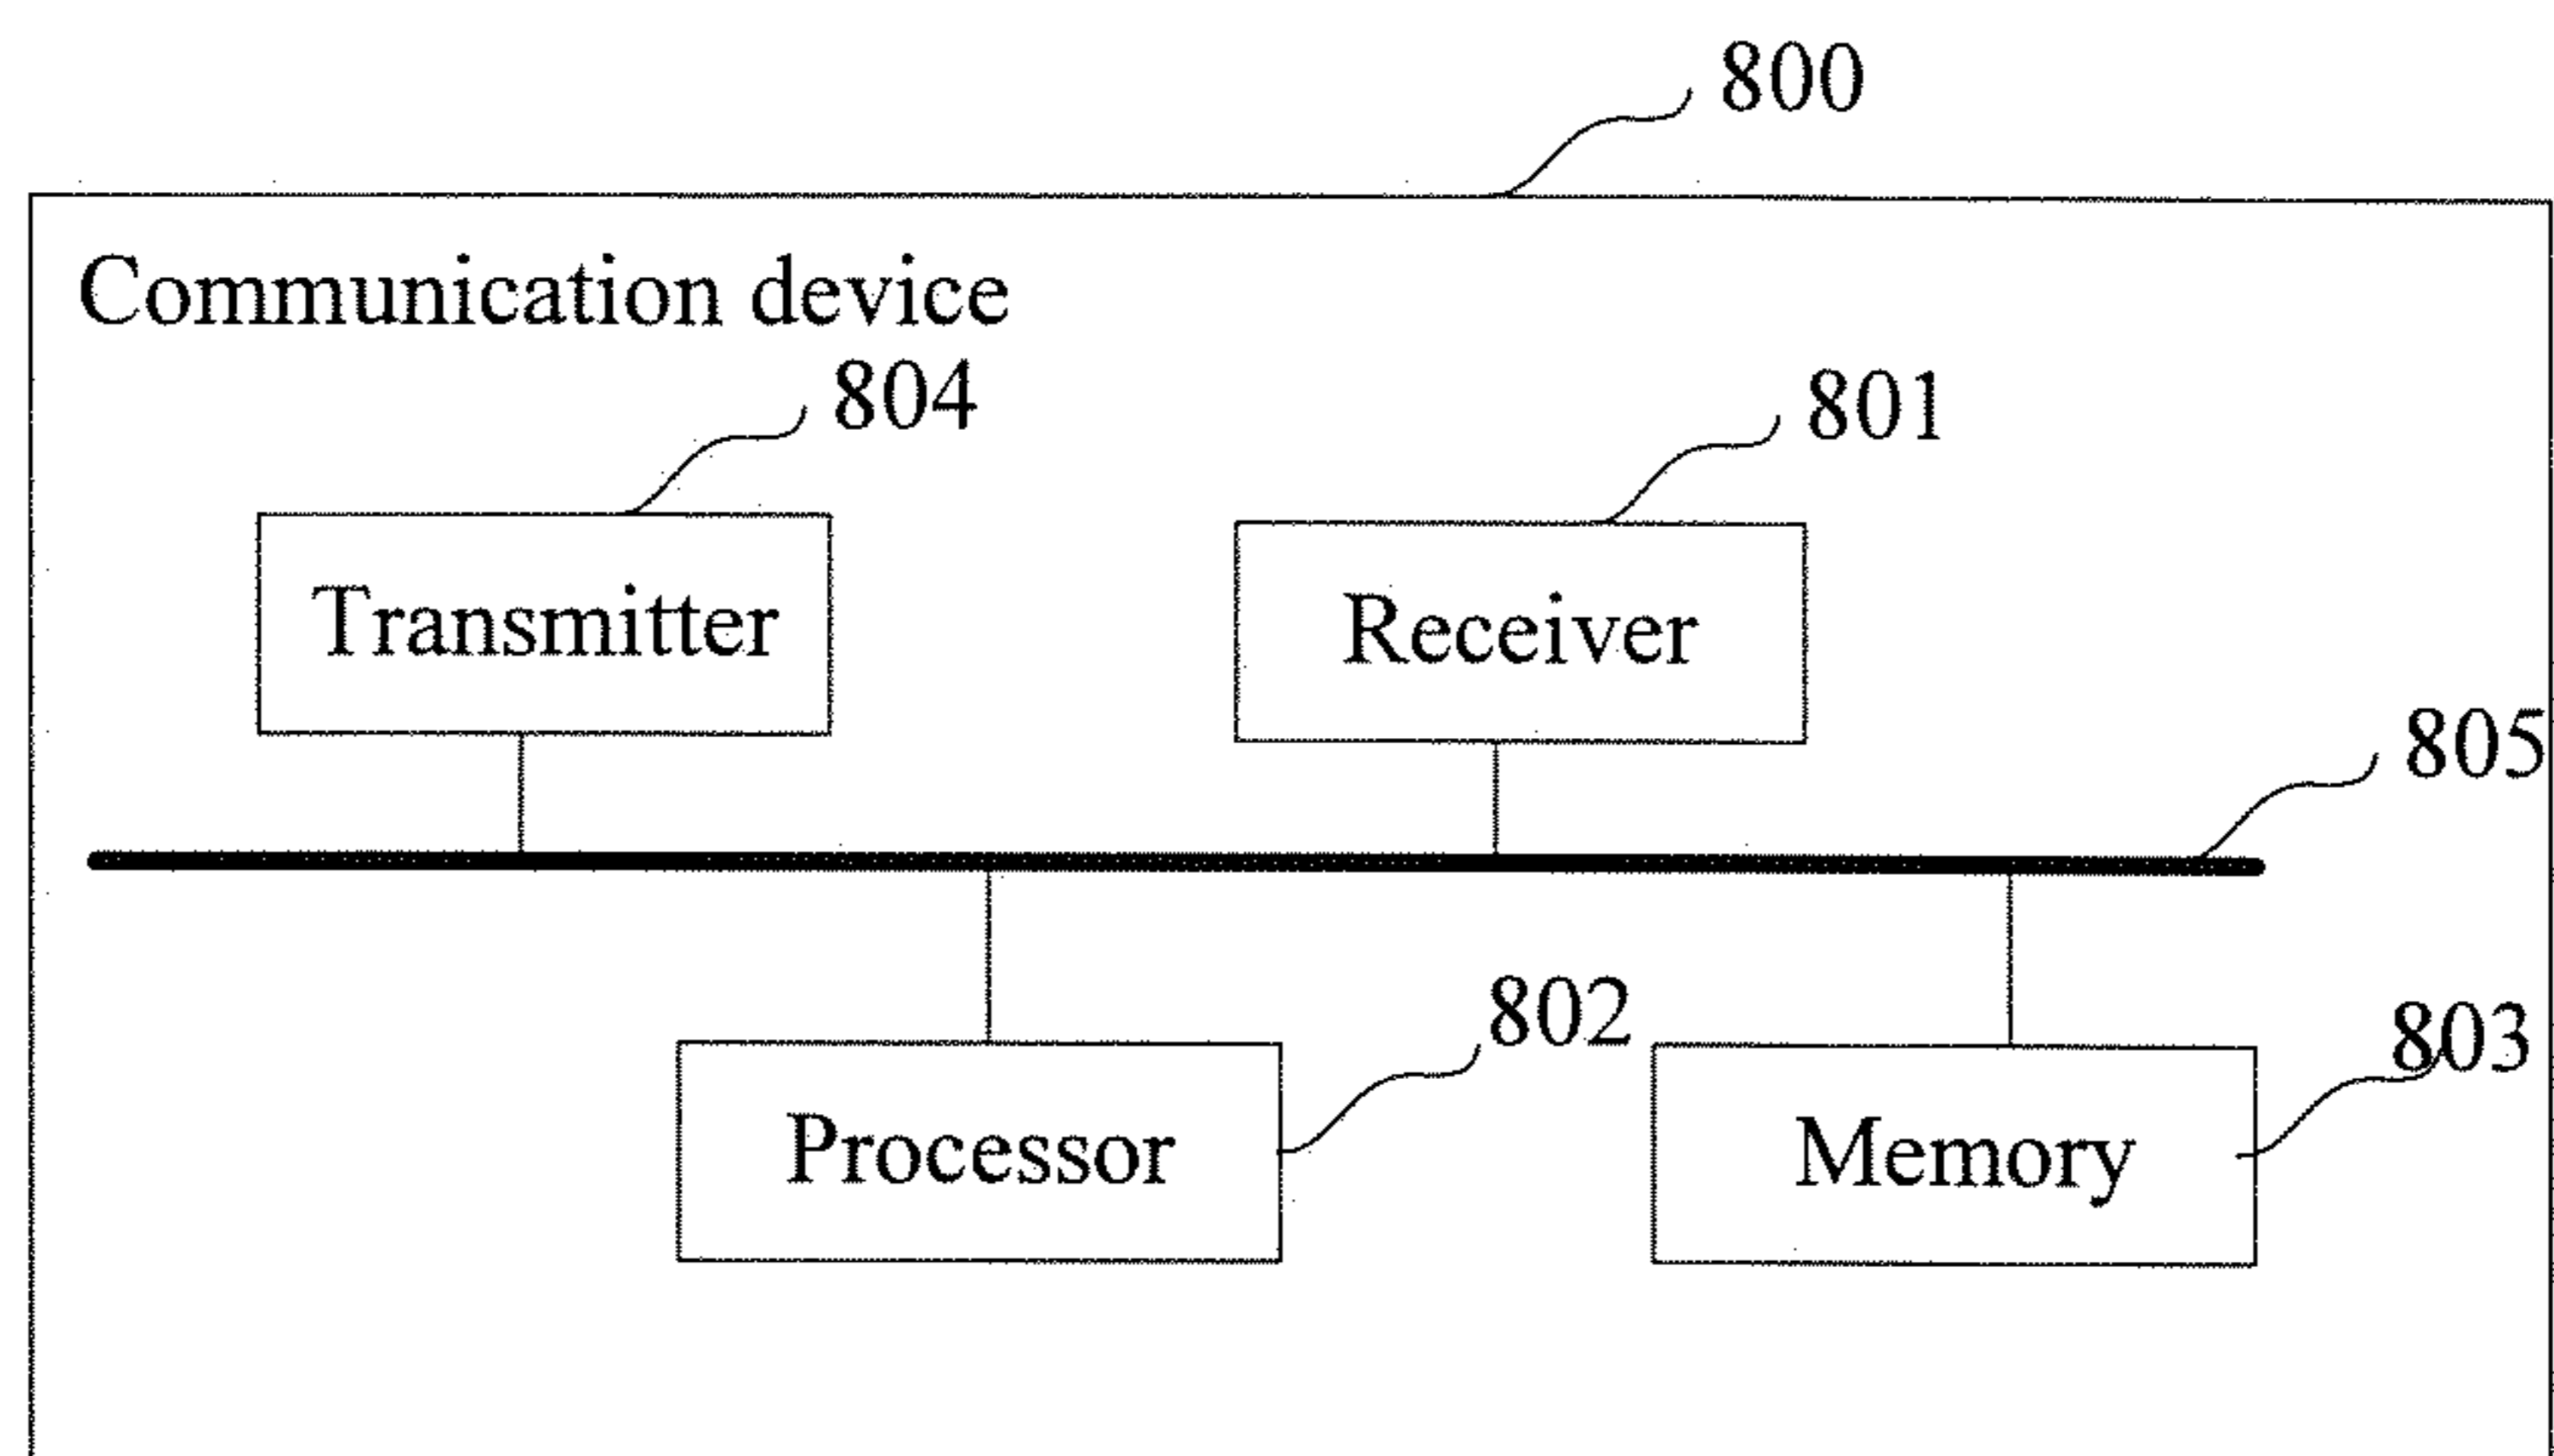 800
Communication device
804
801
Transmitter
Receiver
805
802
803
Processor
Memory